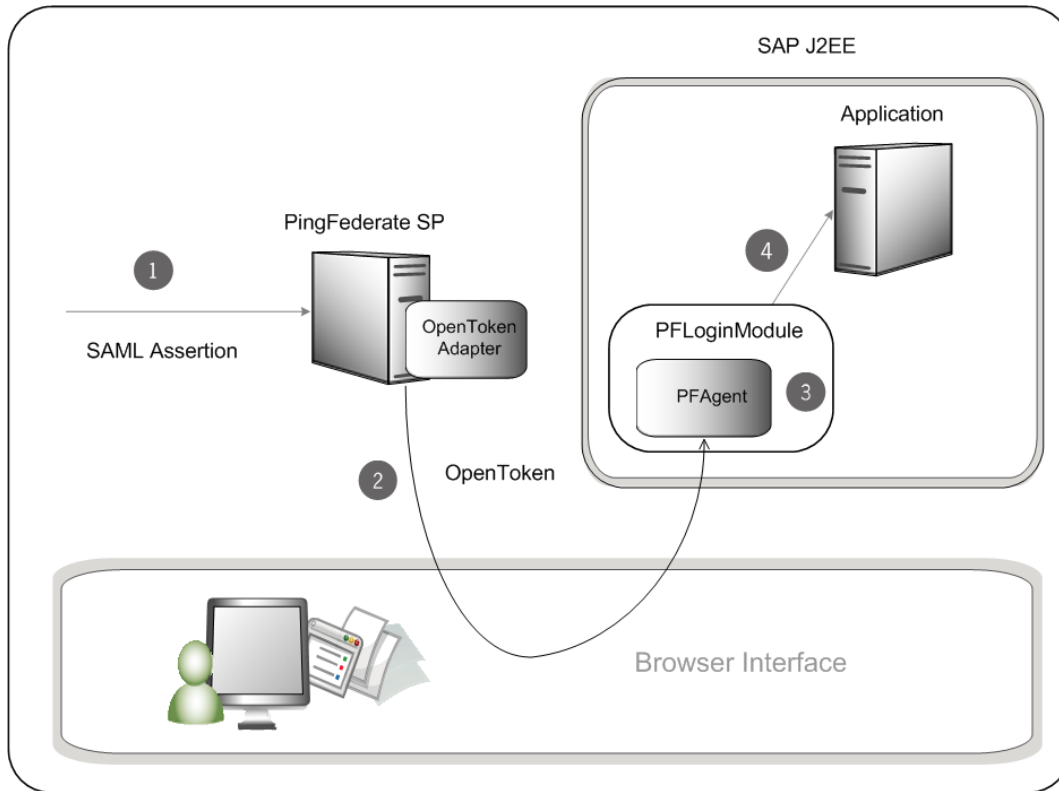 SAP J2EE
Application
PingFederate SP
1
4
OpenToken
Adapter
SAML Assertion
PFLoginModule
PFAgent
3
2
OpenToken
Browser Interface